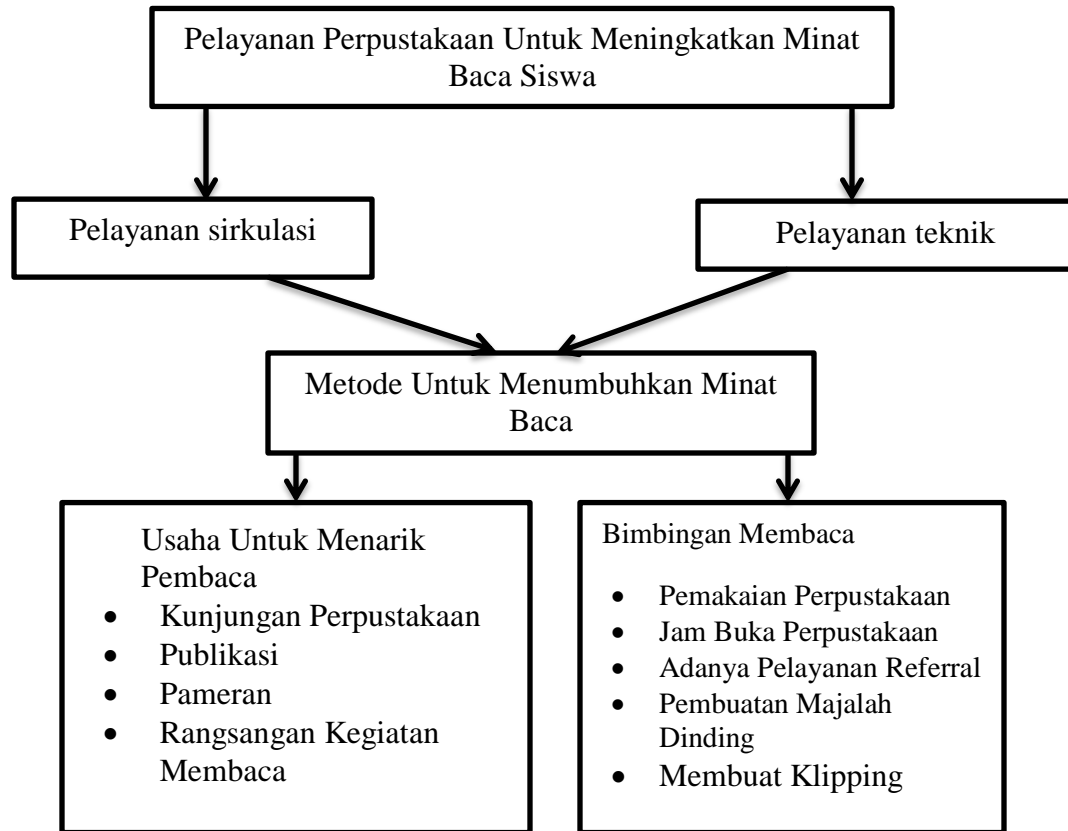 Pelayanan Perpustakaan Untuk Meningkatkan Minat
Baca Siswa
Pelayanan sirkulasi
Pelayanan teknik
Metode Untuk Menumbuhkan Minat
Baca
Usaha Untuk Menarik
Pembaca
• Kunjungan Perpustakaan
• Publikasi
• Pameran
• Rangsangan Kegiatan
Membaca
Bimbingan Membaca
• Pemakaian Perpustakaan
• Jam Buka Perpustakaan
• Adanya Pelayanan Referral
• Pembuatan Majalah
Dinding
• Membuat Klipping